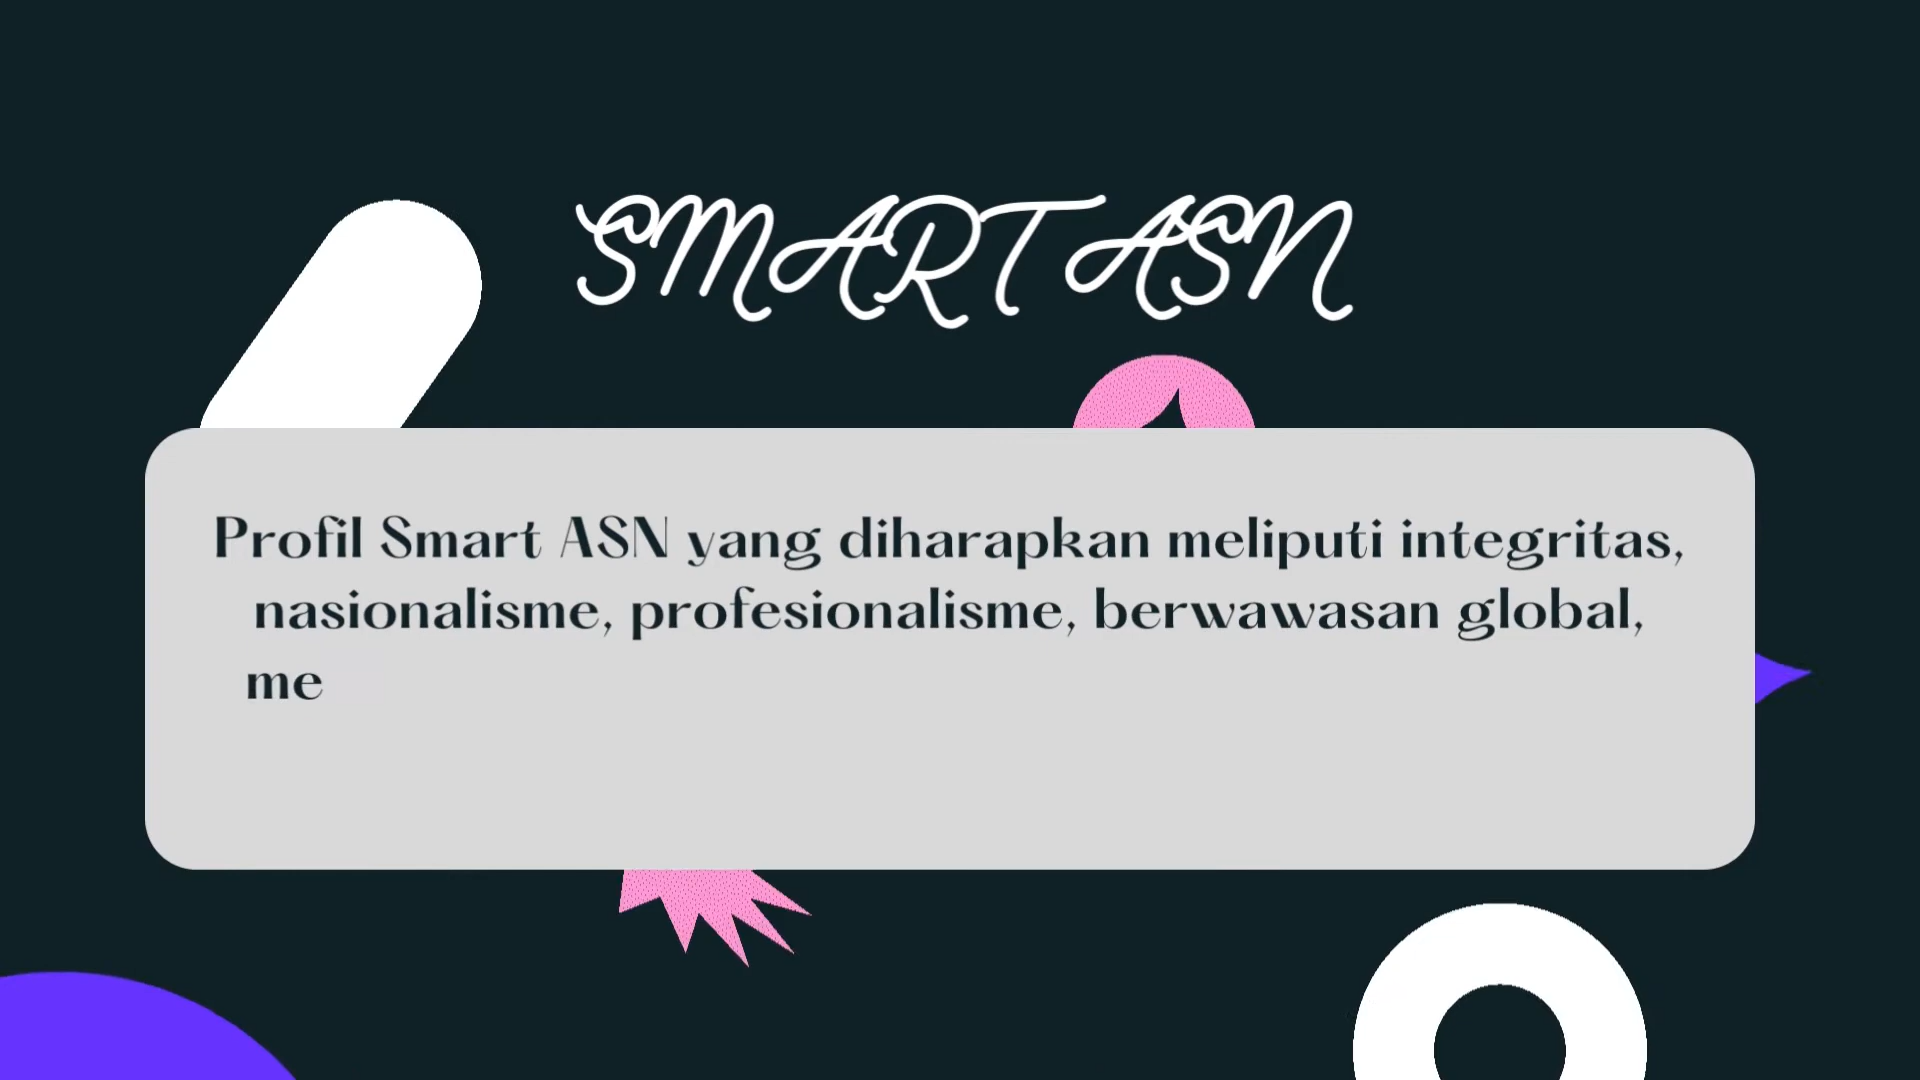 SMART ASN
Profil Smart ASN yang diharapkan meliputi integritas,
nasionalisme, profesionalisme, berwawasan global,
me